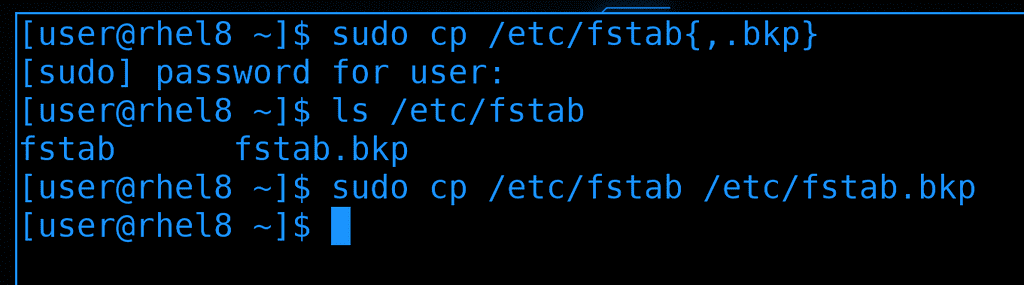 [user@rhel8 ~]$ sudo cp /etc/fstab{,.bkp}
[sudo] password for user:
[user@rhel8 ~]$ ls /etc/fstab
fstab      fstab.bkp
[user@rhel8 ~]$ sudo cp /etc/fstab /etc/fstab.bkp
[user@rhel8 ~]$